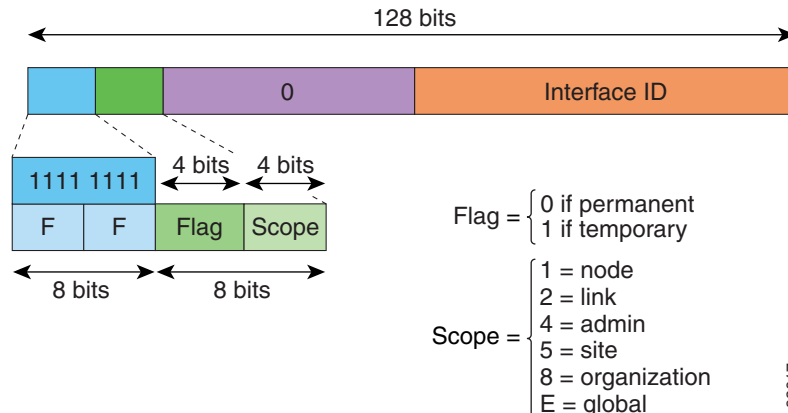 128 bits
0
Interface ID
4 bits
4 bits
1111 1111
F
F
Flag
Scope
8 bits
8 bits
Flag =
0 if permanent
1 if temporary
Scope =
1 = node
2 = link
4 = admin
5 = site
8 = organization
E = global